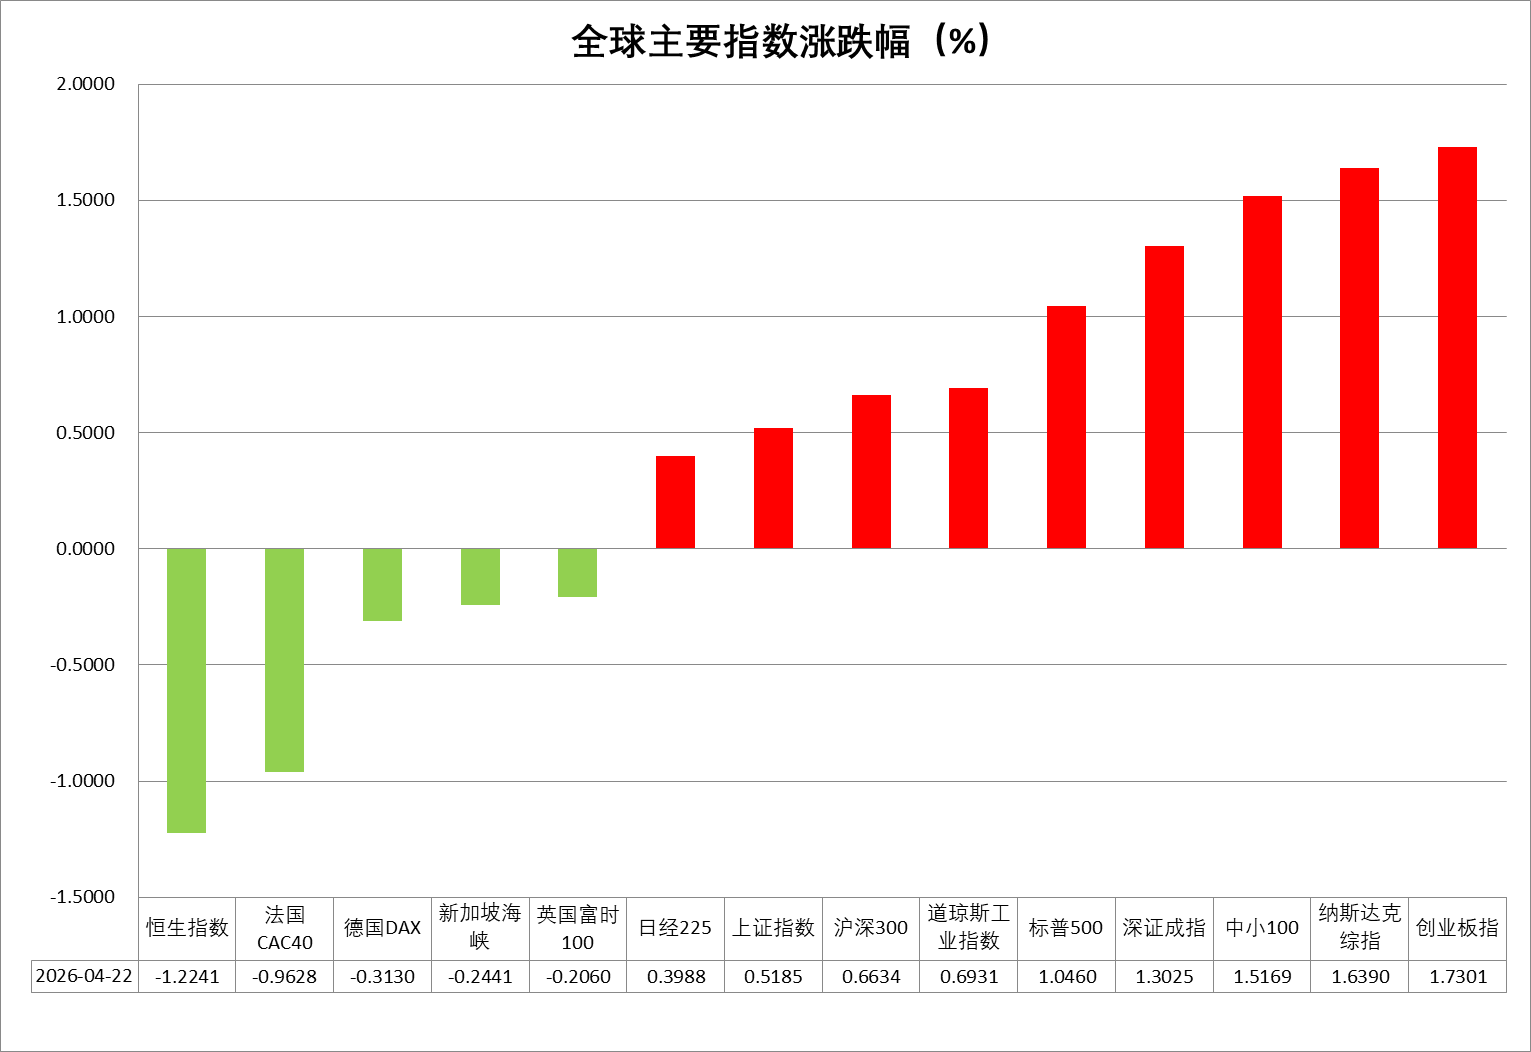 全球主要指数涨跌幅（%）
2.0000
1.5000
1.0000
0.5000
0.0000
-0.5000
-1.0000
-1.5000
恒生指数
法国
CAC40
德国DAX
新加坡海
峡
英国富时
100
日经225
上证指数
沪深300
道琼斯工
业指数
标普500
深证成指
中小100
纳斯达克
综指
创业板指
2026-04-22 -1.2241 -0.9628 -0.3130 -0.2441 -0.2060 0.3988 0.5185 0.6634 0.6931 1.0460 1.3025 1.5169 1.6390 1.7301